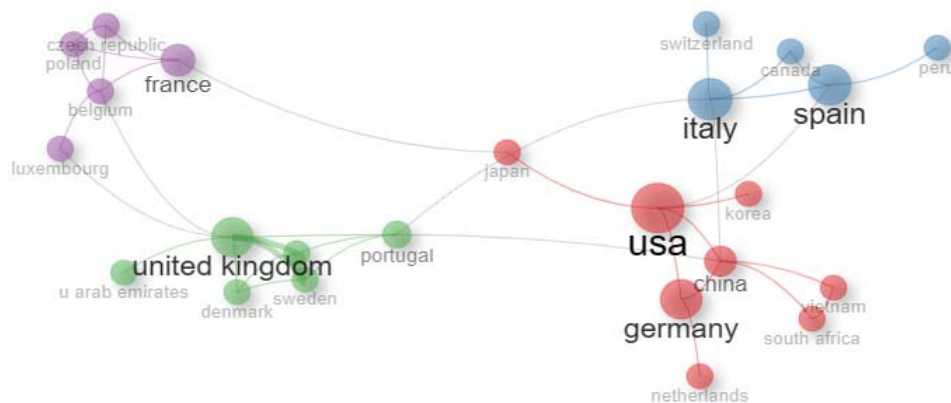 czech republic
poland
france
belgium
luxembourg
switzerland
canada
peru
italy
spain
japan
korea
usa
united kingdom
portugal
u arab emirates
denmark
sweden
china
vietnam
germany
south africa
netherlands